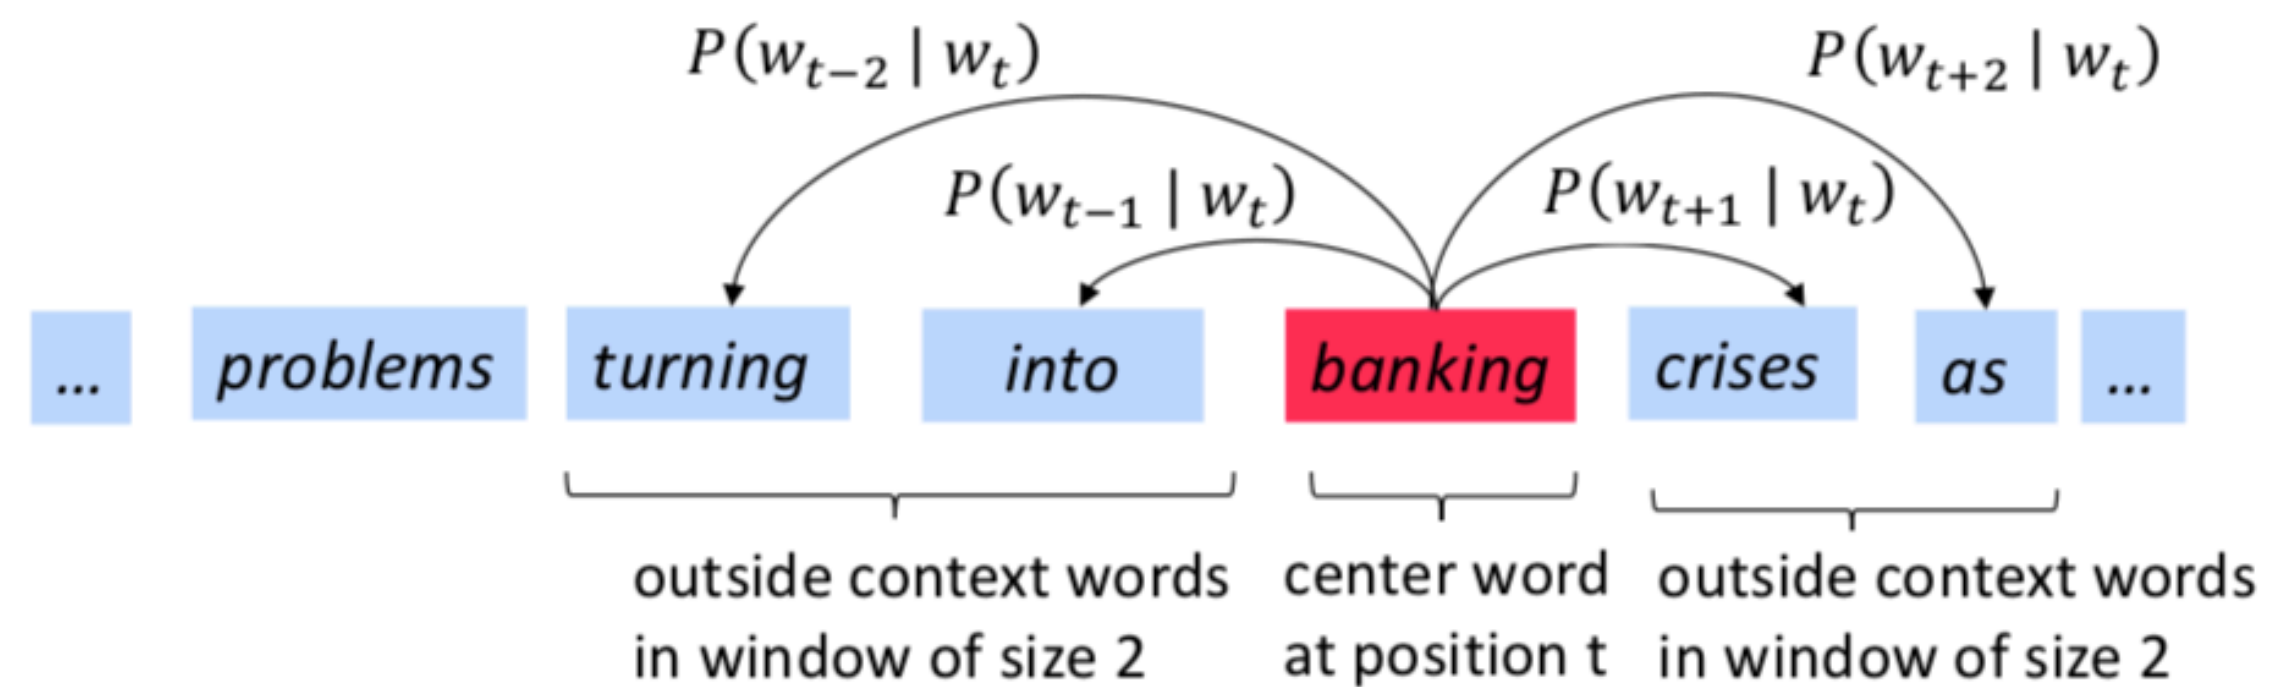 P(w_{t−2} | w_t) P(w_{t+2} | w_t)
P(w_{t−1} | w_t) P(w_{t+1} | w_t)
... problems turning into banking crises as ...
outside context words
in window of size 2
center word
at position t
outside context words
in window of size 2